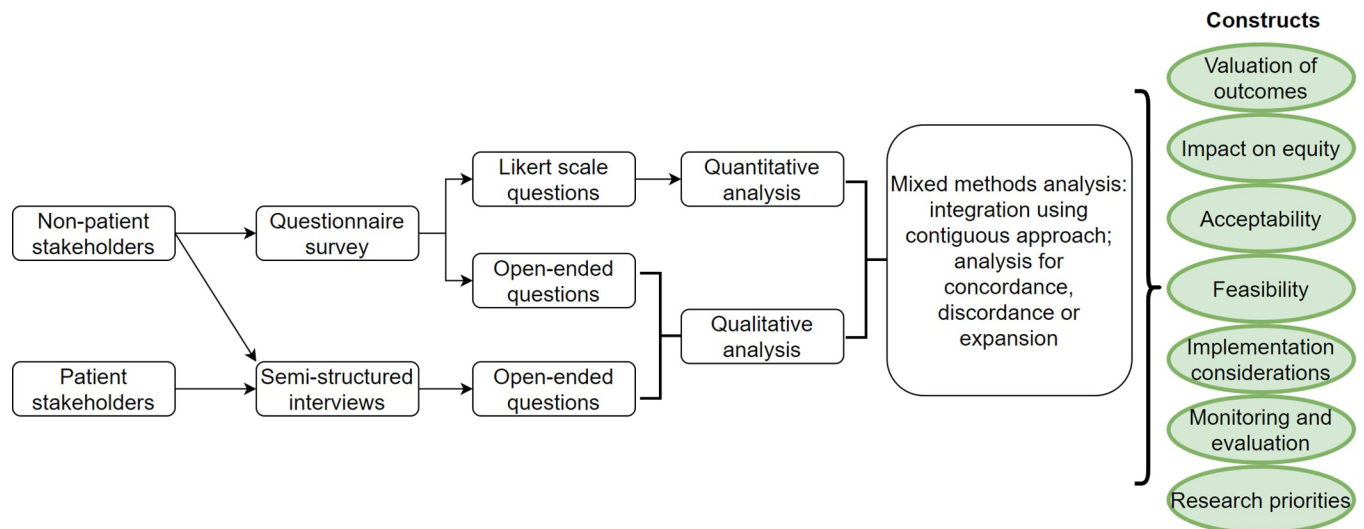 Constructs
Valuation of
outcomes
Impact on equity
Acceptability
Feasibility
Implementation
considerations
Monitoring and
evaluation
Research priorities
Non-patient
stakeholders
Patient
stakeholders
Questionnaire
survey
Semi-structured
interviews
Likert scale
questions
Open-ended
questions
Open-ended
questions
Quantitative
analysis
Qualitative
analysis
Mixed methods analysis:
integration using
contiguous approach;
analysis for
concordance,
discordance or
expansion